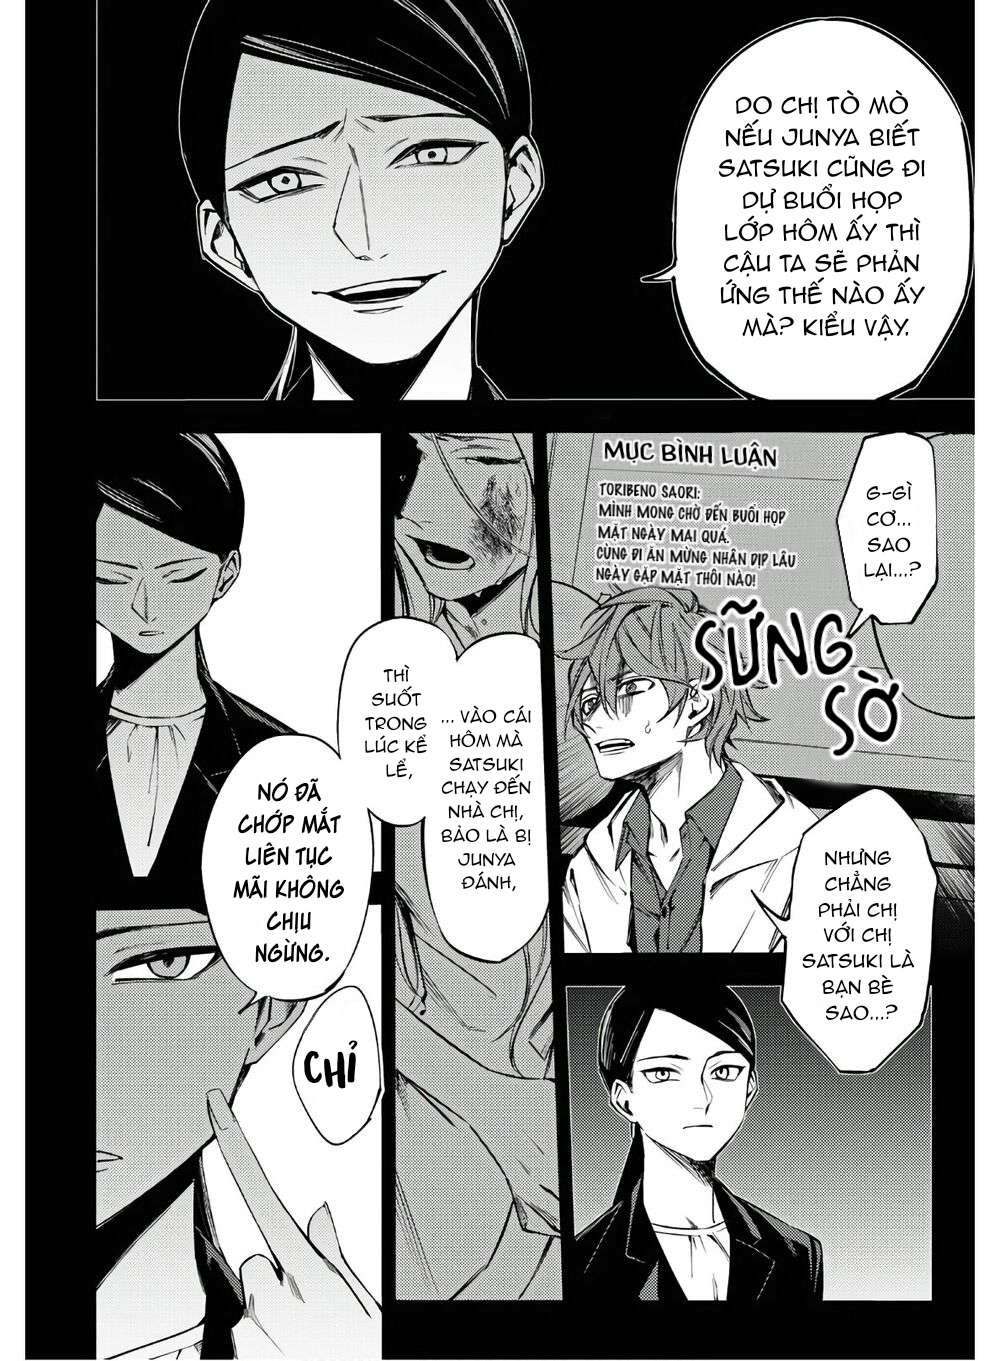 DO CHỊ TÒ MÒ
NẾU JUNYA BIẾT
SATSUKI CŨNG ĐI
DỰ BUỔI HỌP
LỚP HÔM ẤY THÌ
CẬU TA SẼ PHẢN
ỨNG THẾ NÀO ẤY
MÀ? KIỂU VẬY.
G-GÌ
CƠ...
SAO
LẠI...?
MỤC BÌNH LUẬN
TORIBENO SAORI:
MÌNH MONG CHỜ ĐẾN BUỔI HỌP
MẶT NGÀY MAI QUÁ.
CÙNG ĐI ĂN MỪNG NHÂN DỊP LÂU
NGÀY GẶP MẶT THÔI NÀO!
SỮNG
SỜ
NHƯNG
CHẲNG
PHẢI CHỊ
VỚI CHỊ
SATSUKI LÀ
BẠN BÈ
SAO...?
... VÀO CÁI
HÔM MÀ
SATSUKI
CHẠY ĐẾN
NHÀ CHỊ,
BẢO LÀ BỊ
JUNYA
ĐÁNH,
THÌ
SUỐT
TRONG
LÚC KỂ
LỂ,
NÓ ĐÃ
CHỚP MẮT
LIÊN TỤC
MÃI KHÔNG
CHỊU
NGỪNG.
CHỈ